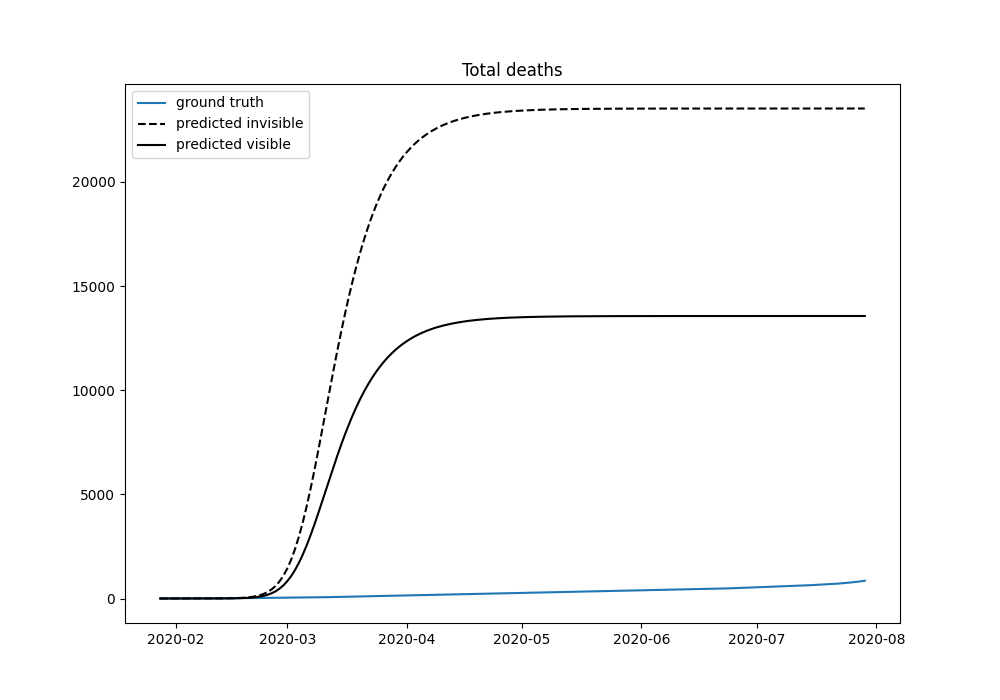 Total deaths
ground truth
predicted invisible
predicted visible
20000
15000
10000
5000
0
2020-02 2020-03 2020-04 2020-05 2020-06 2020-07 2020-08